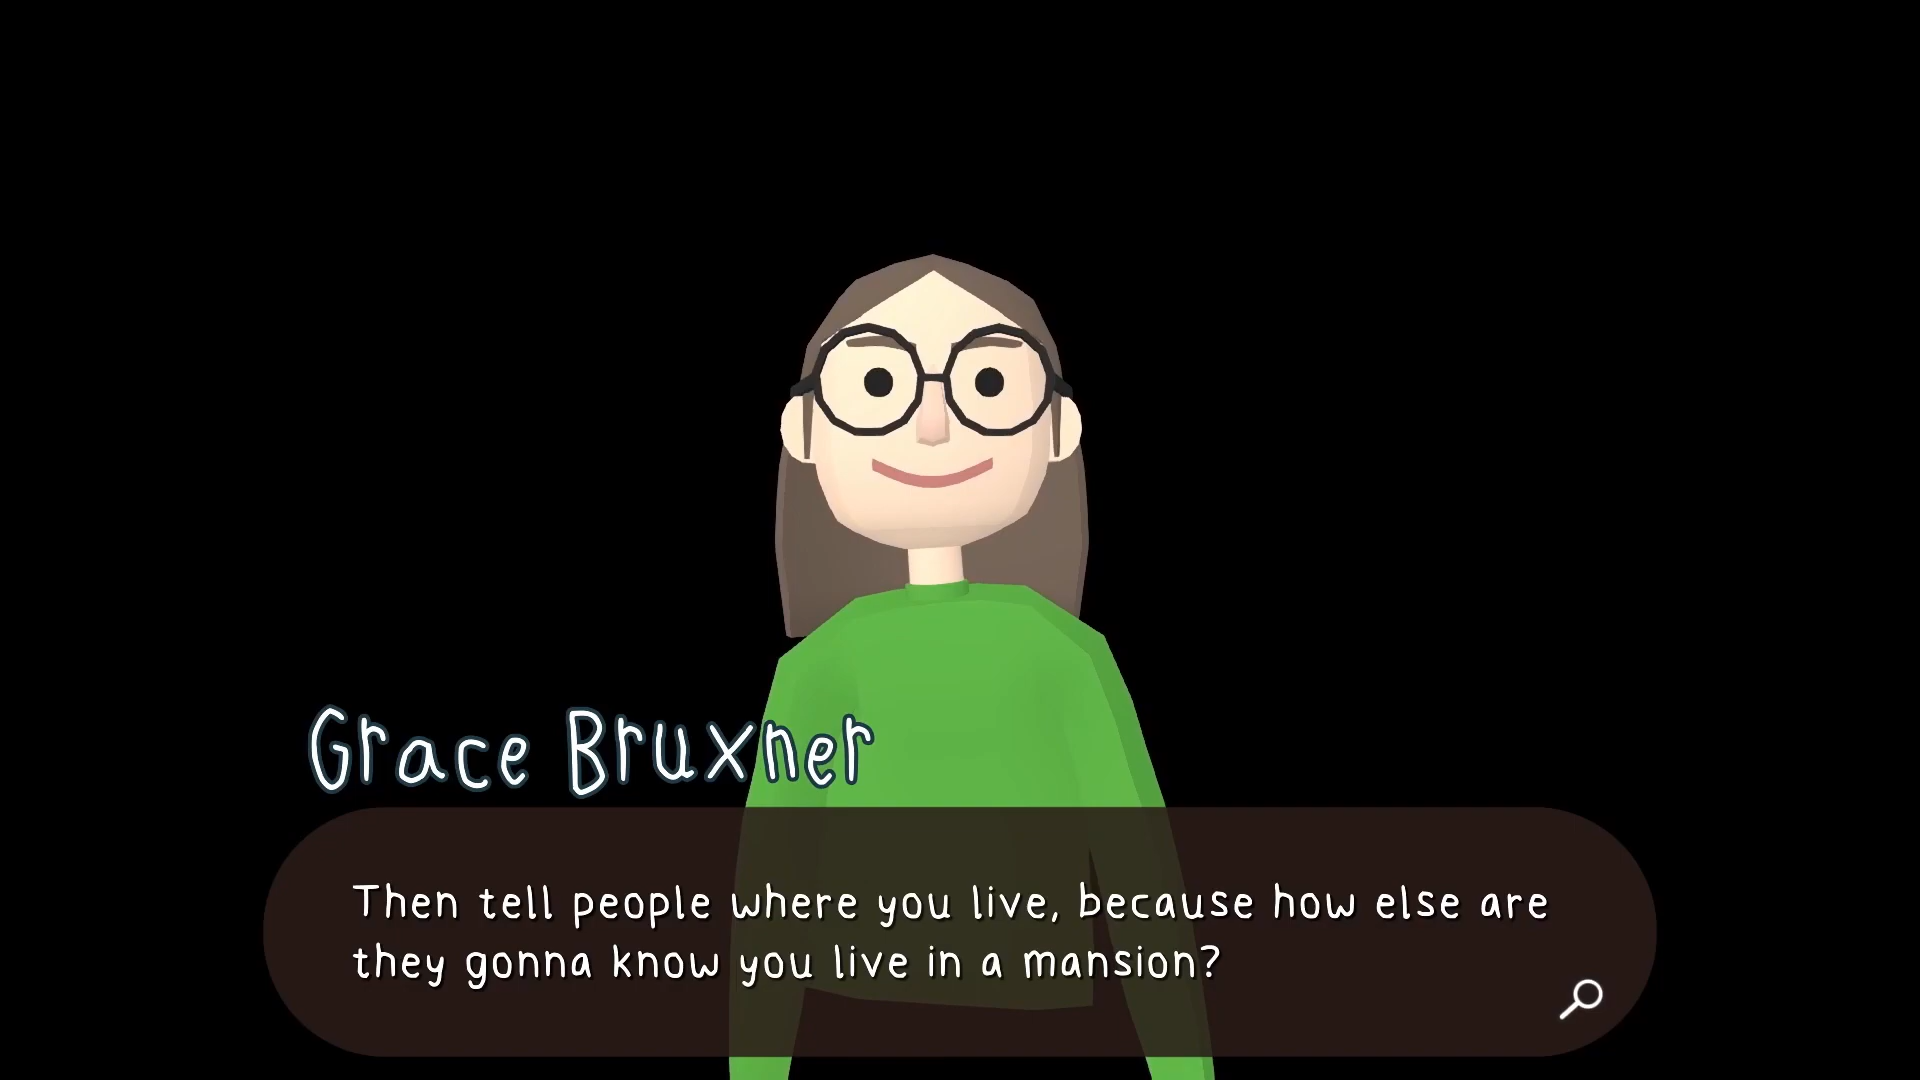 Grace Bruxner
Then tell people where you live, because how else are
they gonna know you live in a mansion?